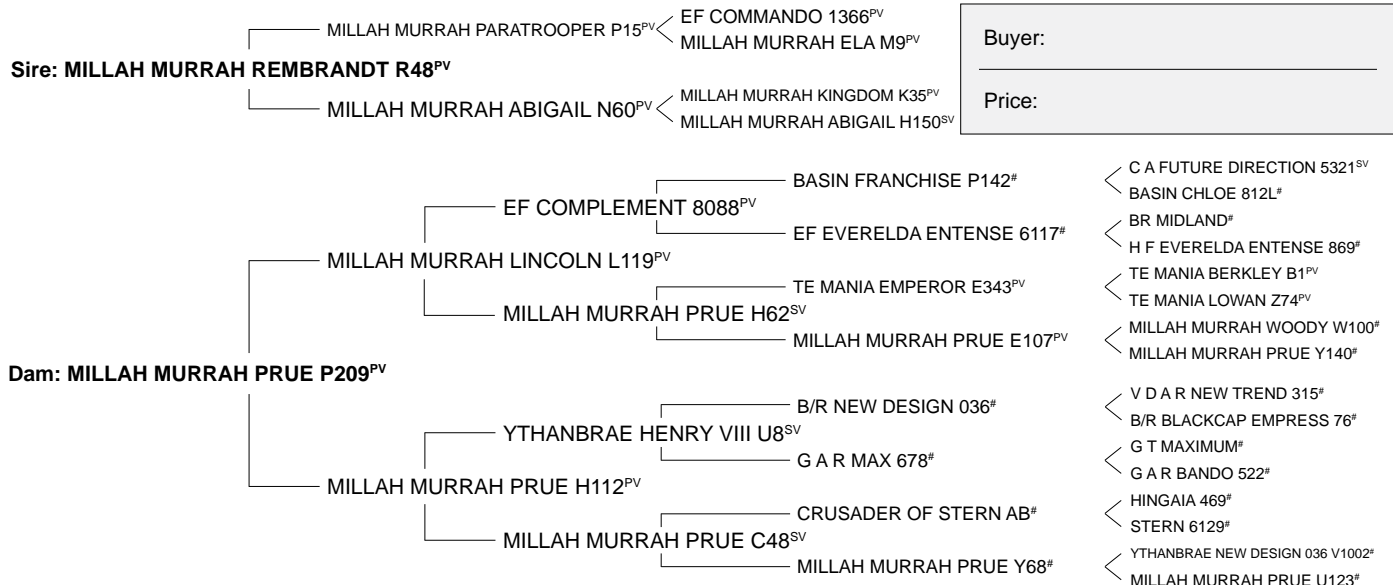 MILLAH MURRAH PARATROOPER P15PV
EF COMMANDO 1366PV
MILLAH MURRAH ELA M9PV
Sire: MILLAH MURRAH REMBRANDT R48PV
MILLAH MURRAH ABIGAIL N60PV
MILLAH MURRAH KINGDOM K35PV
MILLAH MURRAH ABIGAIL H150SV
Buyer:
Price:
BASIN FRANCHISE P142#
C A FUTURE DIRECTION 5321SV
BASIN CHLOE 812L#
EF COMPLEMENT 8088PV
EF EVERELDA ENTENSE 6117#
BR MIDLAND#
H F EVERELDA ENTENSE 869#
MILLAH MURRAH LINCOLN L119PV
TE MANIA EMPEROR E343PV
TE MANIA BERKLEY B1PV
TE MANIA LOWAN Z74PV
MILLAH MURRAH PRUE H62SV
MILLAH MURRAH PRUE E107PV
MILLAH MURRAH WOODY W100#
MILLAH MURRAH PRUE Y140#
Dam: MILLAH MURRAH PRUE P209PV
B/R NEW DESIGN 036#
V D A R NEW TREND 315#
B/R BLACKCAP EMPRESS 76#
YTHANBRAE HENRY VIII U8SV
G A R MAX 678#
G T MAXIMUM#
G A R BANDO 522#
MILLAH MURRAH PRUE H112PV
CRUSADER OF STERN AB#
HINGAIA 469#
STERN 6129#
MILLAH MURRAH PRUE C48SV
MILLAH MURRAH PRUE Y68#
YTHANBRAE NEW DESIGN 036 V1002#
MILLAH MURRAH PRUE U123#